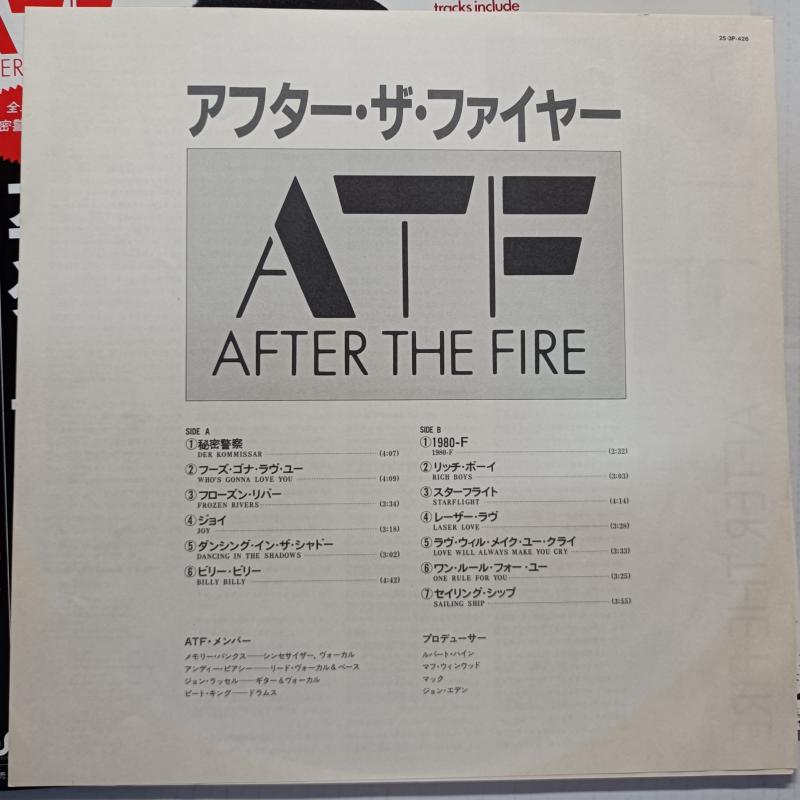 tracks include
25·3P-426
アフター・ザ・ファイヤー
ATF
AFTER THE FIRE
SIDE A
①秘密警察
DER KOMMISSAR (4:07)
②フーズ・ゴナ・ラヴ・ユー
WHO'S GONNA LOVE YOU (4:09)
③フローズン・リバー
FROZEN RIVERS (3:34)
④ジョイ
JOY (3:18)
⑤ダンシング・イン・ザ・シャドー
DANCING IN THE SHADOWS (3:02)
⑥ビリー・ビリー
BILLY BILLY (4:42)
SIDE B
①1980-F
1980-F (2:32)
②リッチ・ボーイ
RICH BOYS (3:03)
③スターフライト
STARFLIGHT (4:14)
④レーザー・ラヴ
LASER LOVE (3:28)
⑤ラヴ・ウィル・メイク・ユー・クライ
LOVE WILL ALWAYS MAKE YOU CRY (3:33)
⑥ワン・ルール・フォー・ユー
ONE RULE FOR YOU (3:25)
⑦セイリング・シップ
SAILING SHIP (3:55)
ATF・メンバー
メモリー・バンクス──シンセサイザー, ヴォーカル
アンディー・ピアシー──リード・ヴォーカル&ベース
ジョン・ラッセル──ギター&ヴォーカル
ピート・キング──ドラムス
プロデューサー
ルパート・ハイン
マフ・ウィンウッド
マック
ジョン・エデン